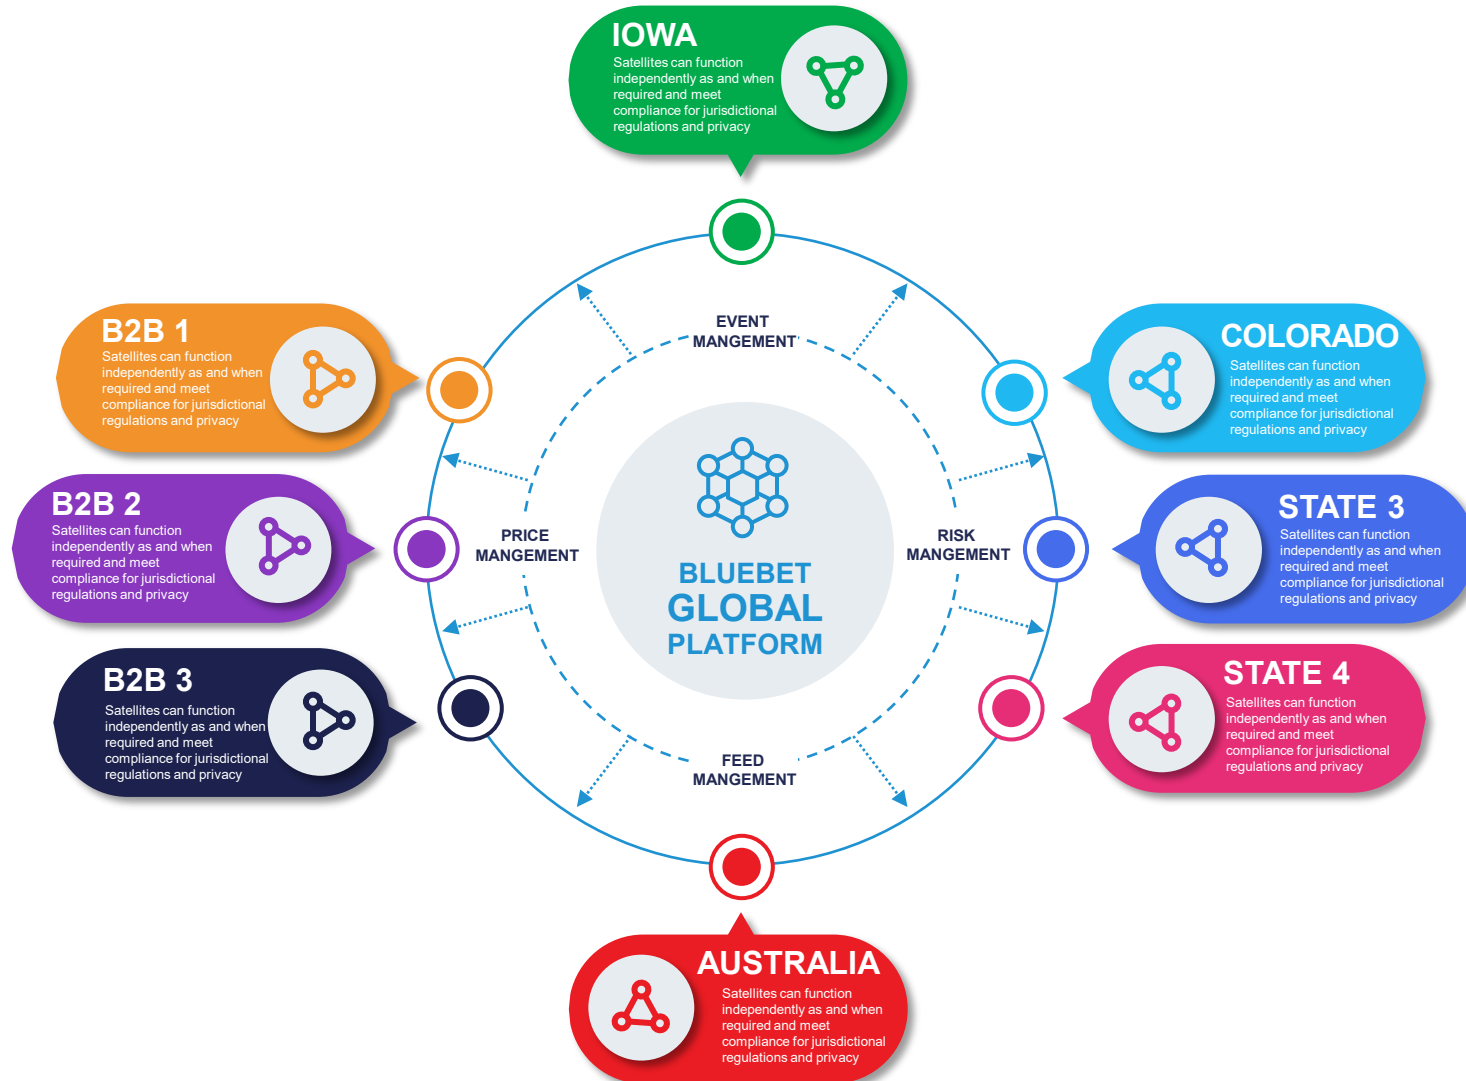 IOWA
Satellites can function
independently as and when
required and meet
compliance for jurisdictional
regulations and privacy
B2B 1
Satellites can function
independently as and when
required and meet
compliance for jurisdictional
regulations and privacy
EVENT
MANGEMENT
COLORADO
Satellites can function
independently as and when
required and meet
compliance for jurisdictional
regulations and privacy
B2B 2
Satellites can function
independently as and when
required and meet
compliance for jurisdictional
regulations and privacy
PRICE
MANGEMENT
BLUEBET
GLOBAL
PLATFORM
RISK
MANGEMENT
STATE 3
Satellites can function
independently as and when
required and meet
compliance for jurisdictional
regulations and privacy
B2B 3
Satellites can function
independently as and when
required and meet
compliance for jurisdictional
regulations and privacy
FEED
MANGEMENT
STATE 4
Satellites can function
independently as and when
required and meet
compliance for jurisdictional
regulations and privacy
AUSTRALIA
Satellites can function
independently as and when
required and meet
compliance for jurisdictional
regulations and privacy